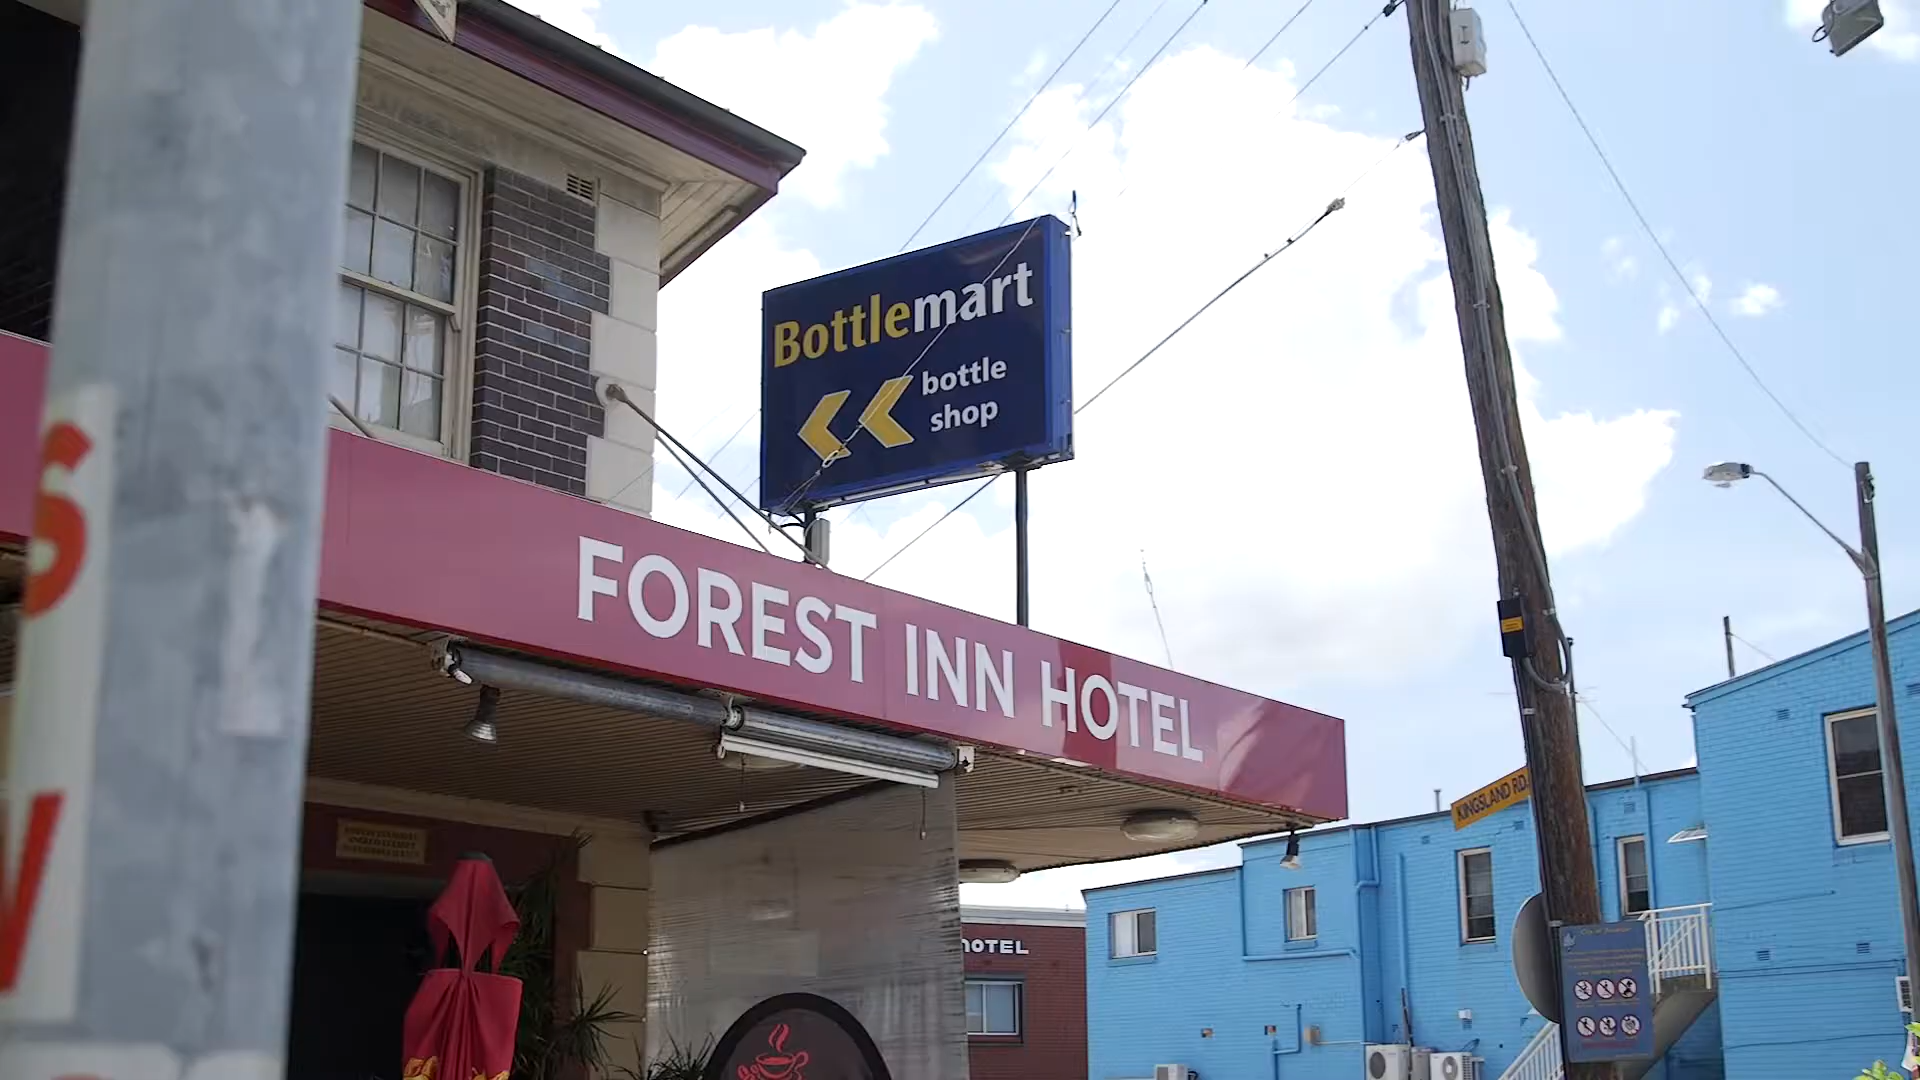 Bottlemart
bottle
shop
FOREST INN HOTEL
KINGSLAND RD.
HOTEL
S